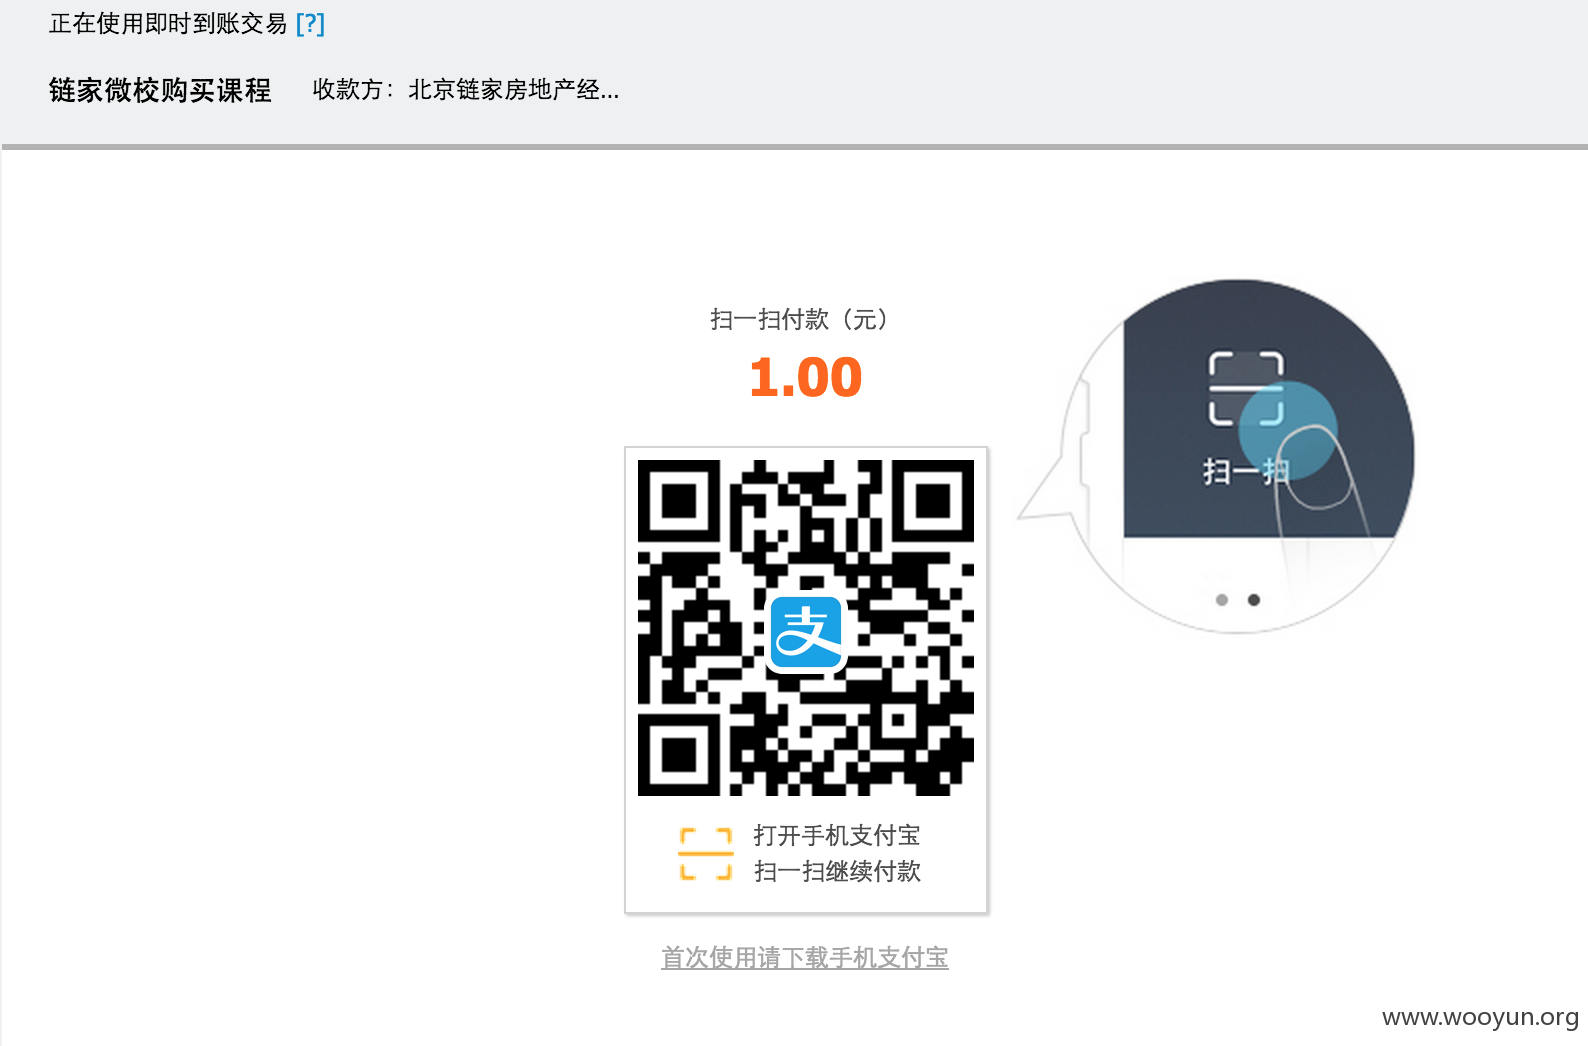 正在使用即时到账交易 [?]
链家微校购买课程 收款方：北京链家房地产经...
扫一扫付款（元）
1.00
扫一扫
支
打开手机支付宝
扫一扫继续付款
首次使用请下载手机支付宝
www.wooyun.org